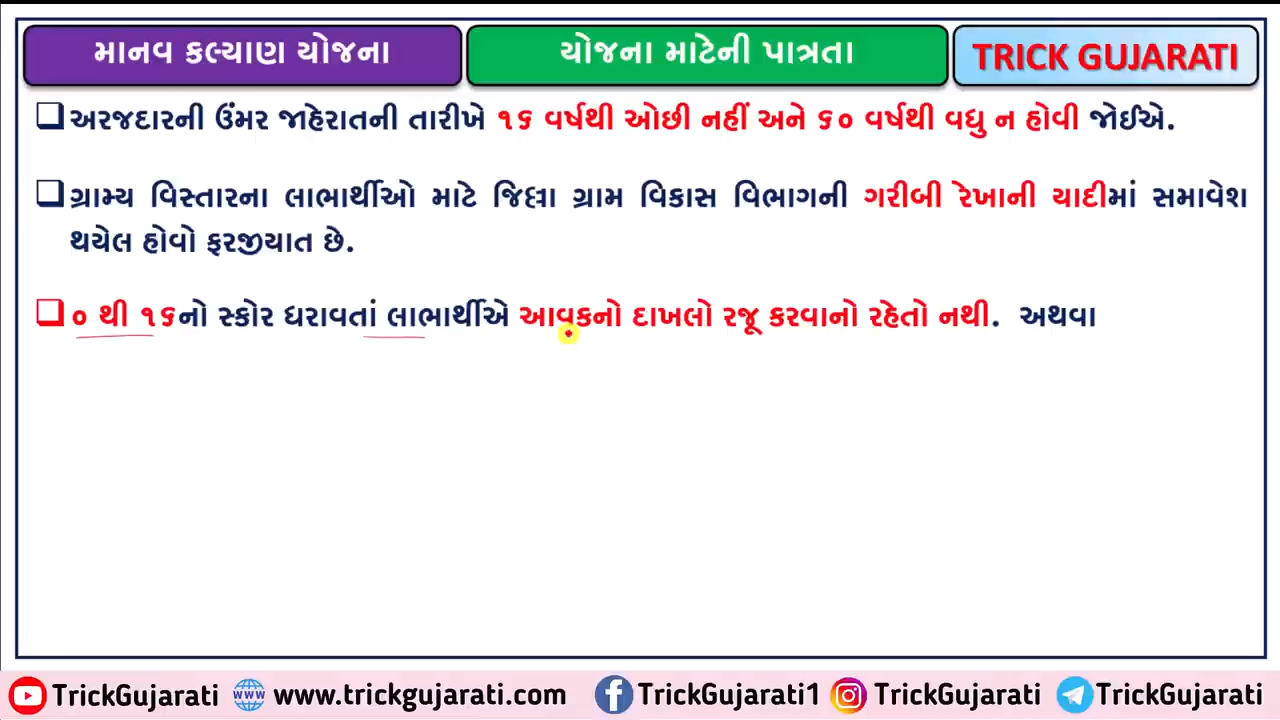 માનવ કલ્યાણ યોજના
યોજના માટેની પાત્રતા
TRICK GUJARATI
અરજદારની ઉંમર જાહેરાતની તારીખે ૧૬ વર્ષથી ઓછી નહીં અને ૬૦ વર્ષથી વધુ ન હોવી જોઈએ.
ગ્રામ્ય વિસ્તારના લાભાર્થીઓ માટે જિલ્લા ગ્રામ વિકાસ વિભાગની ગરીબી રેખાની યાદીમાં સમાવેશ
થયેલ હોવો ફરજીયાત છે.
૦ થી ૧૬નો સ્કોર ધરાવતાં લાભાર્થીએ આવકનો દાખલો રજૂ કરવાનો રહેતો નથી. અથવા
TrickGujarati www.trickgujarati.com TrickGujarati1 TrickGujarati TrickGujarati